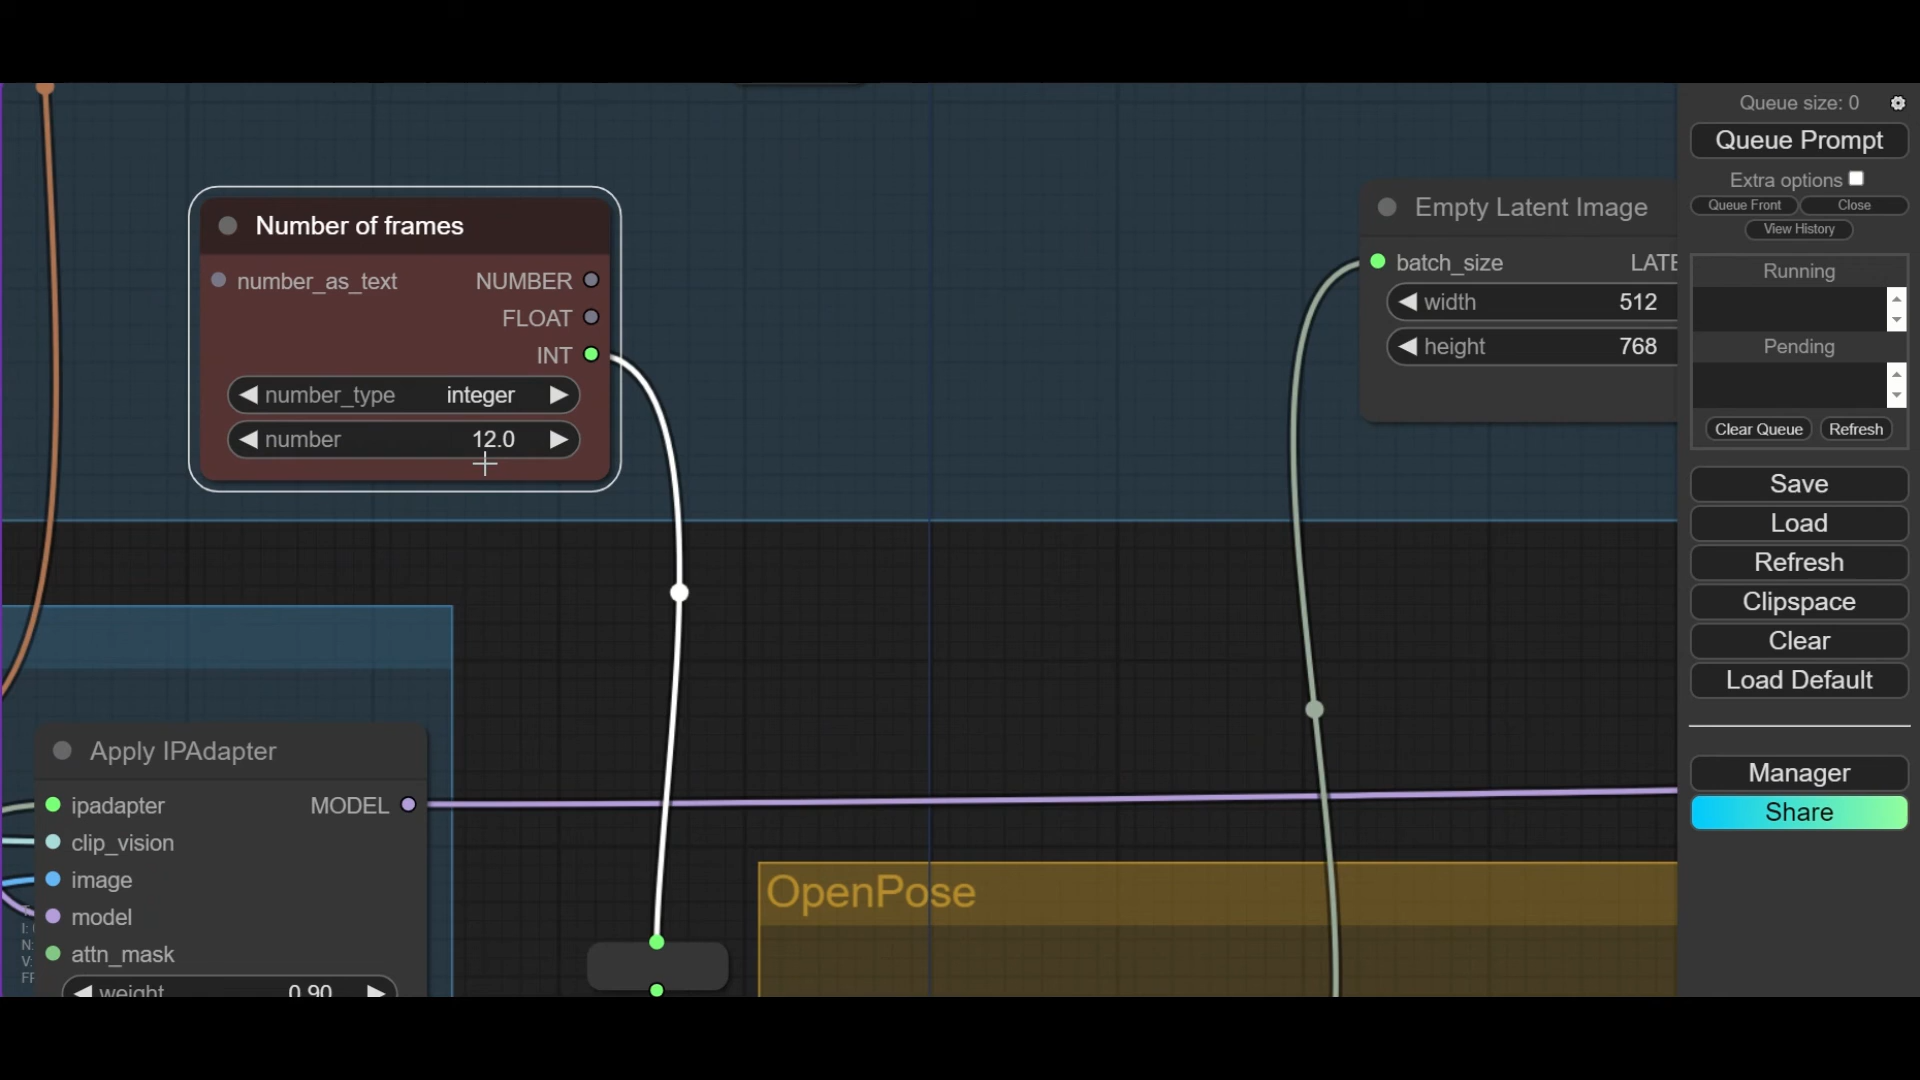 Number of frames
number_as_text
NUMBER
FLOAT
INT
number_type integer
number 12.0
Empty Latent Image
batch_size
LATE
width 512
height 768
Apply IPAdapter
ipadapter
MODEL
clip_vision
image
model
attn_mask
weight 0.90
I:
N:
V:
OpenPose
Queue size: 0
Queue Prompt
Extra options
Queue Front
Close
View History
Running
Pending
Clear Queue
Refresh
Save
Load
Refresh
Clipspace
Clear
Load Default
Manager
Share